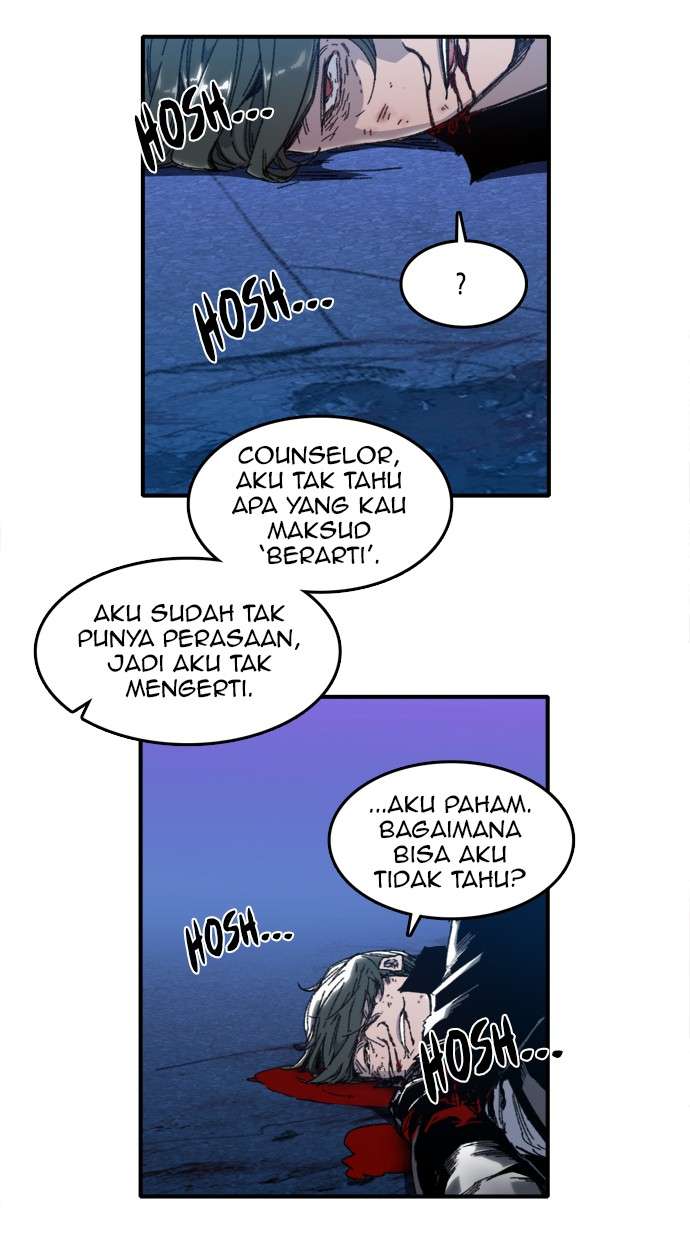 HOSH...
?
HOSH...
COUNSELOR,
AKU TAK TAHU
APA YANG KAU
MAKSUD
‘BERARTI’.
AKU SUDAH TAK
PUNYA PERASAAN,
JADI AKU TAK
MENGERTI.
...AKU PAHAM.
BAGAIMANA
BISA AKU
TIDAK TAHU?
HOSH...
HOSH...